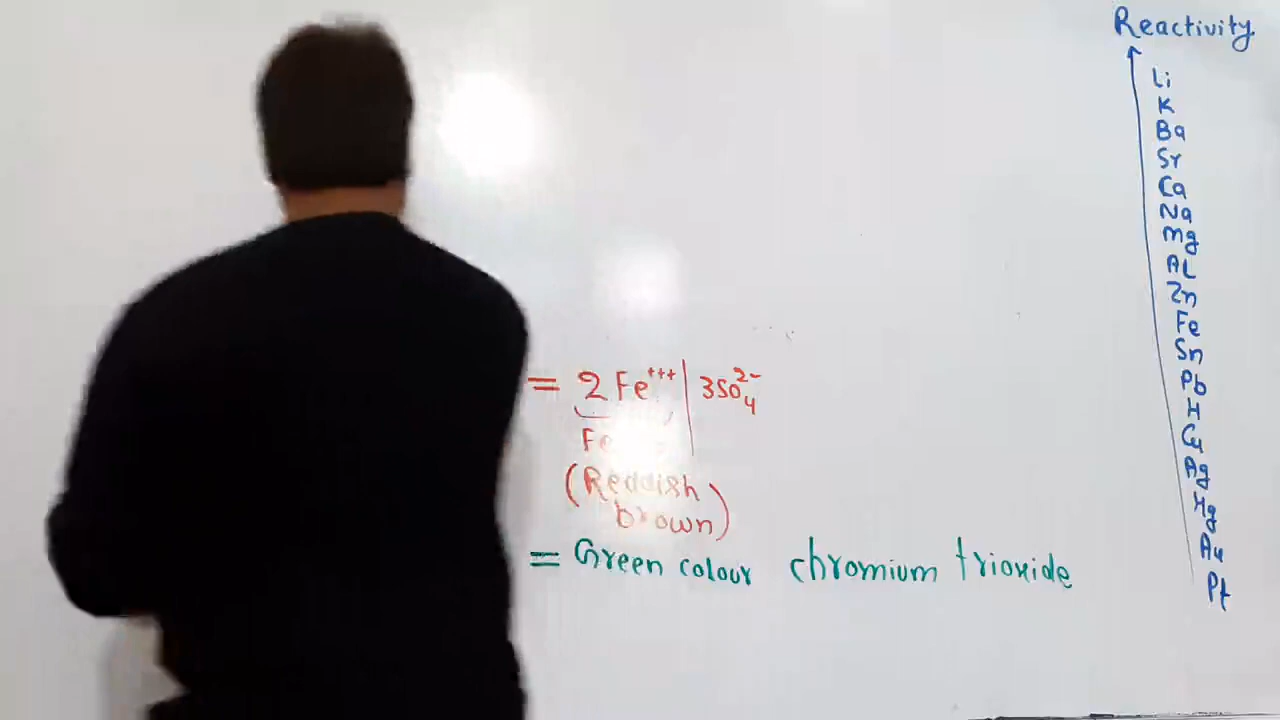 Reactivity
Li
K
Ba
Sr
Ca
Na
Mg
AL
Zn
Fe
Sn
Pb
H
Cu
Ag
Hg
Au
Pt
= 2Fe⁺⁺⁺ | 3SO₄²⁻
Fe
(Reddish
brown)
= Green colour chromium trioxide